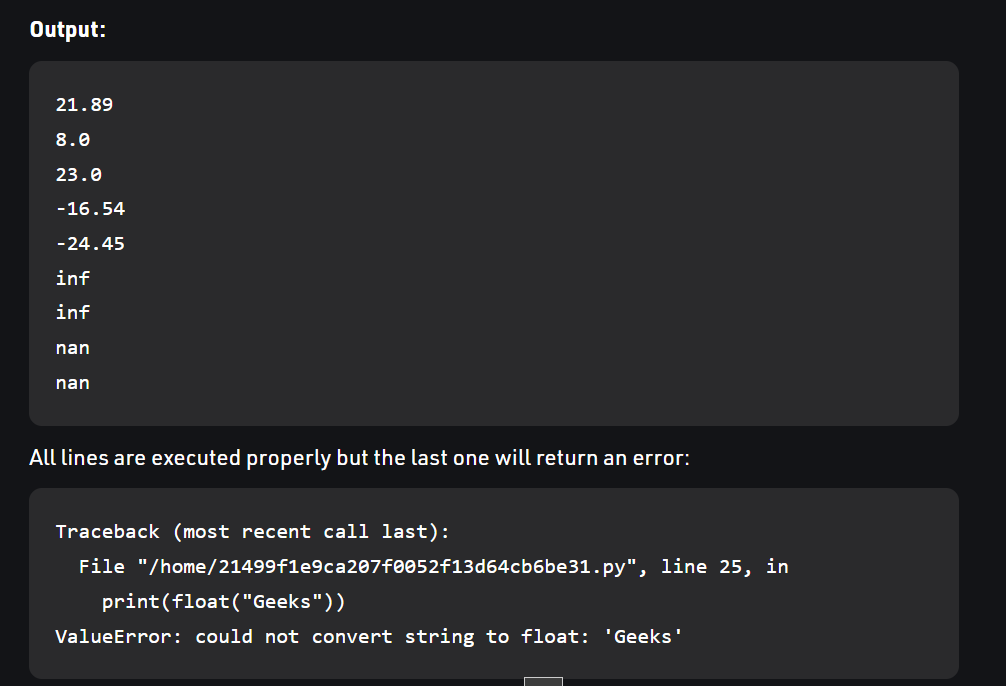 Output:
21.89
8.0
23.0
-16.54
-24.45
inf
inf
nan
nan
All lines are executed properly but the last one will return an error:
Traceback (most recent call last):
  File "/home/21499f1e9ca207f0052f13d64cb6be31.py", line 25, in
    print(float("Geeks"))
ValueError: could not convert string to float: 'Geeks'